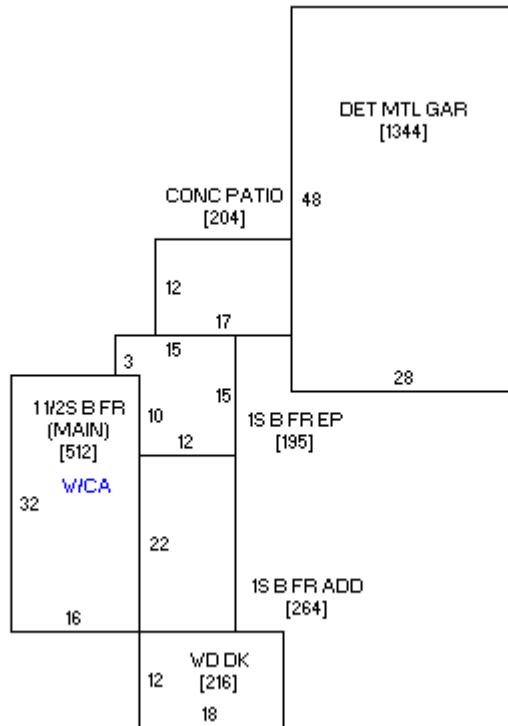 DET MTL GAR
[1344]
48
28
CONC PATIO
[204]
12
17
15
3
15
10
12
1S B FR EP
[195]
1 1/2S B FR
(MAIN)
[512]
W/CA
32
16
22
1S B FR ADD
[264]
WD DK
[216]
12
18